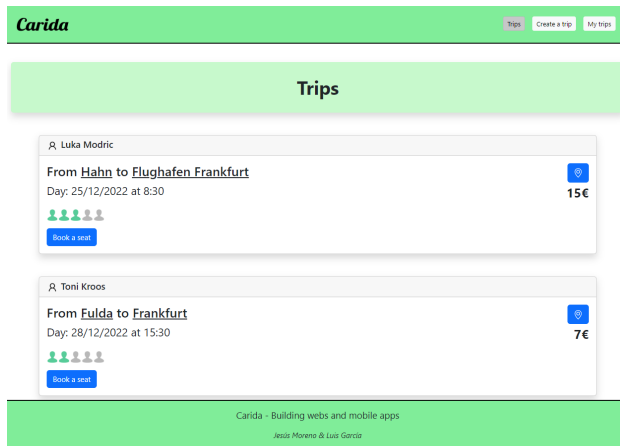 Carida
Trips Create a trip My trips
Trips
Luka Modric
From Hahn to Flughafen Frankfurt
Day: 25/12/2022 at 8:30
15€
Book a seat
Toni Kroos
From Fulda to Frankfurt
Day: 28/12/2022 at 15:30
7€
Book a seat
Carida - Building webs and mobile apps
Jesús Moreno & Luis García